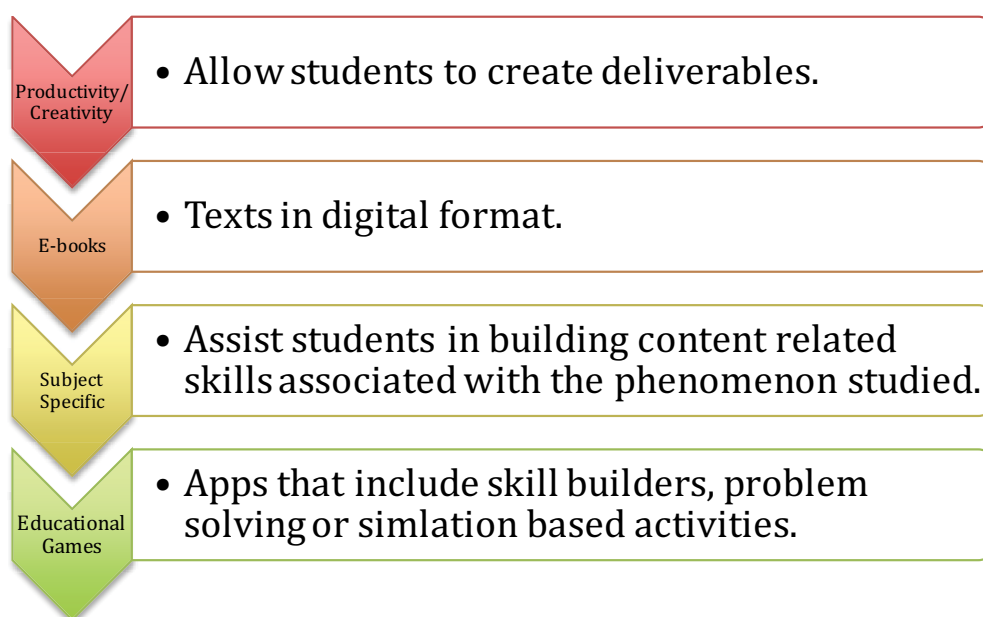 Productivity/
Creativity
• Allow students to create deliverables.
E-books
• Texts in digital format.
Subject
Specific
• Assist students in building content related
skills associated with the phenomenon studied.
Educational
Games
• Apps that include skill builders, problem
solving or simlation based activities.